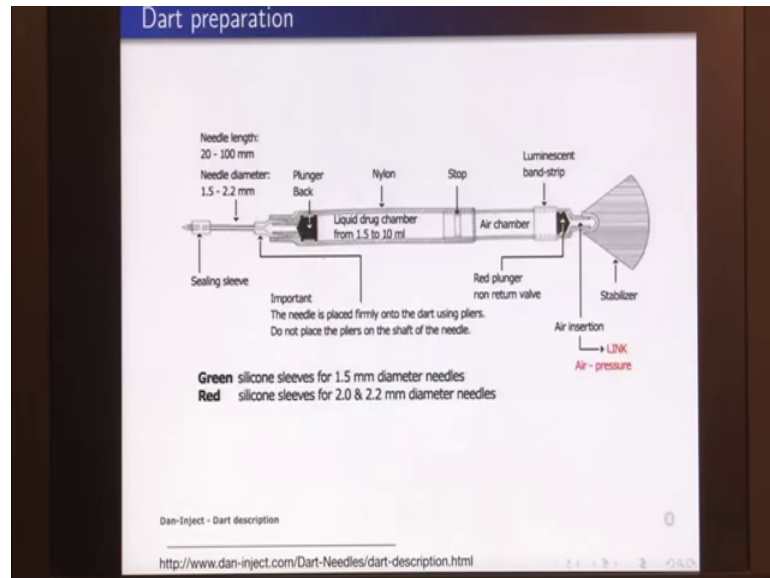 Dart preparation
Needle length:
20 - 100 mm
Needle diameter:
1.5 - 2.2 mm
Plunger
Back
Nylon
Stop
Luminescent
band-strip
Liquid drug chamber
from 1.5 to 10 ml
Air chamber
Sealing sleeve
Important
The needle is placed firmly onto the dart using pliers.
Do not place the pliers on the shaft of the needle.
Red plunger
non return valve
Stabilizer
Air insertion
LINK
Air - pressure
Green silicone sleeves for 1.5 mm diameter needles
Red silicone sleeves for 2.0 & 2.2 mm diameter needles
Dan-Inject - Dart description
http://www.dan-inject.com/Dart-Needles/dart-description.html